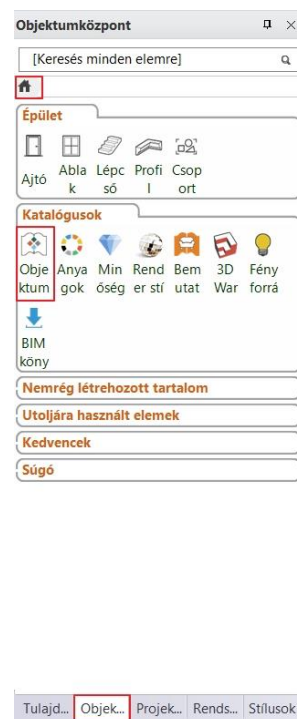 Objektumközpont
[Keresés minden elemre]
Épület
Ajtó Abla k Lépc ső Profi l Csop ort
Katalógusok
Obje ktum Anya gok Min őség Rend er stí Bem utat 3D War Fény forrá
BIM köny
Nemrég létrehozott tartalom
Utoljára használt elemek
Kedvencek
Súgó
Tulajd... Objek... Projek... Rends... Stílusok